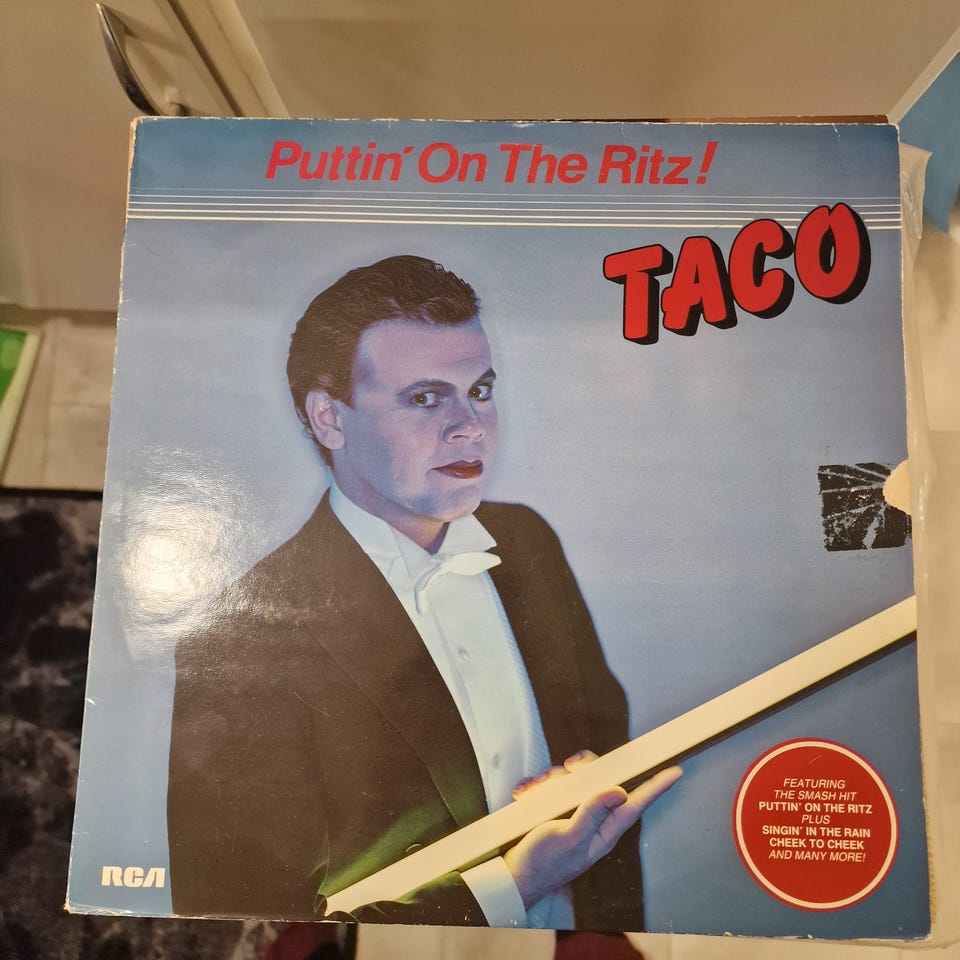 Puttin' On The Ritz!
TACO
FEATURING
THE SMASH HIT
PUTTIN' ON THE RITZ
PLUS
SINGIN' IN THE RAIN
CHEEK TO CHEEK
AND MANY MORE!
RCA